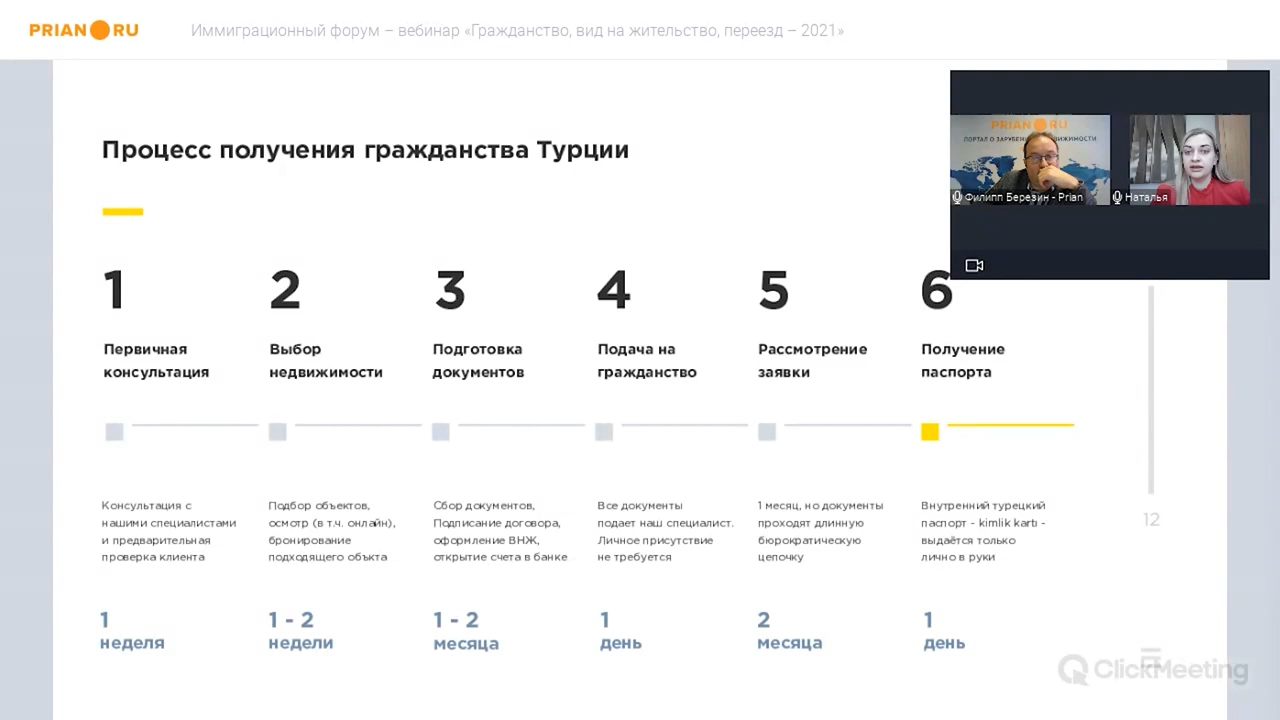 PRIAN RU
Иммиграционный форум – вебинар «Гражданство, вид на жительство, переезд – 2021»
PRIAN RU
ПОРТАЛ О ЗАРУБЕЖ
ВИЖИМОСТИ
Филипп Березин - Prian
Наталья
Процесс получения гражданства Турции
1
Первичная
консультация
Консультация с
нашими специалистами
и предварительная
проверка клиента
1
неделя
2
Выбор
недвижимости
Подбор объектов,
осмотр (в т.ч. онлайн),
бронирование
подходящего объкта
1 - 2
недели
3
Подготовка
документов
Сбор документов,
Подписание договора,
оформление ВНЖ,
открытие счета в банке
1 - 2
месяца
4
Подача на
гражданство
Все документы
подает наш специалист.
Личное присутствие
не требуется
1
день
5
Рассмотрение
заявки
1 месяц, но документы
проходят длинную
бюрократическую
цепочку
2
месяца
6
Получение
паспорта
Внутренний турецкий
паспорт - kimlik kartı -
выдаётся только
лично в руки
1
день
12
ClickMeeting